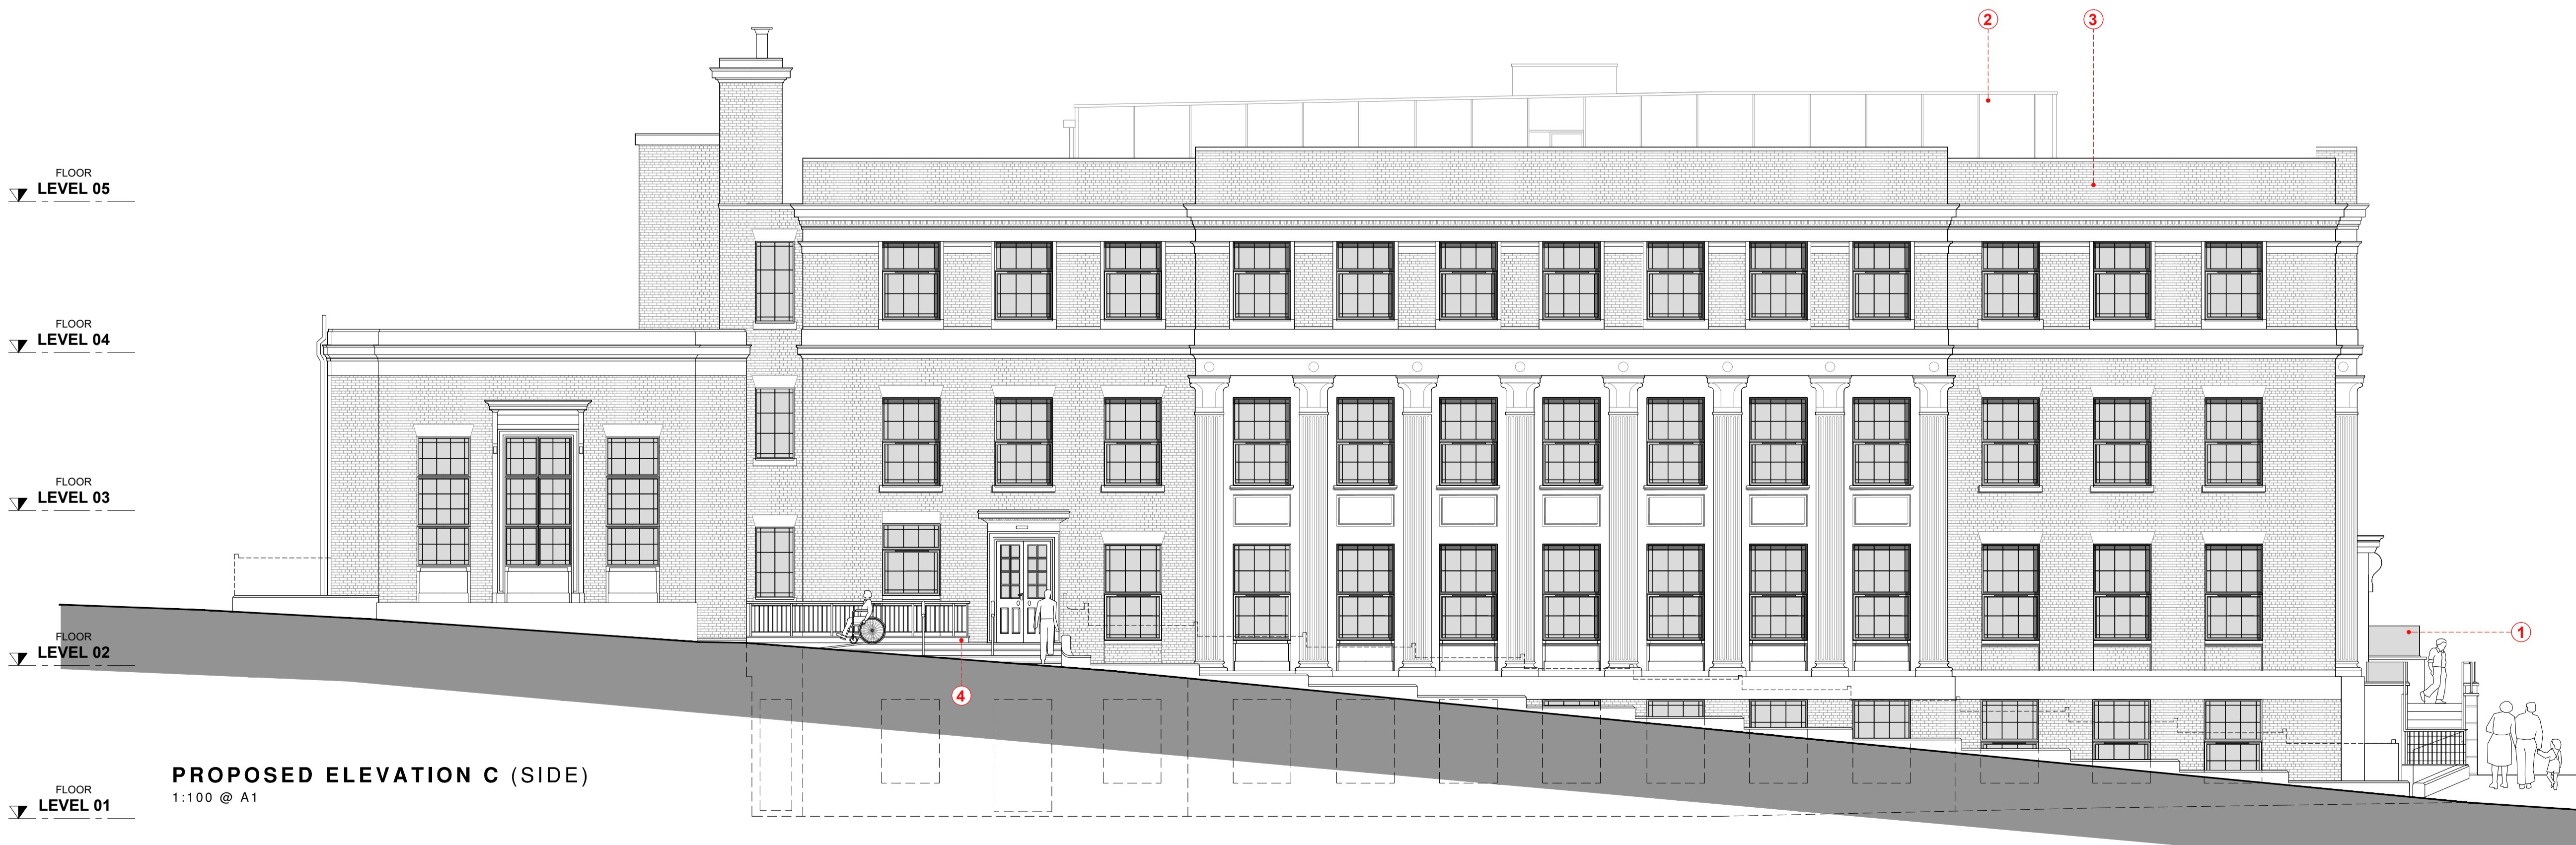 2
3
FLOOR
LEVEL 05
FLOOR
LEVEL 04
FLOOR
LEVEL 03
FLOOR
LEVEL 02
1
4
PROPOSED ELEVATION C (SIDE)
1:100 @ A1
FLOOR
LEVEL 01